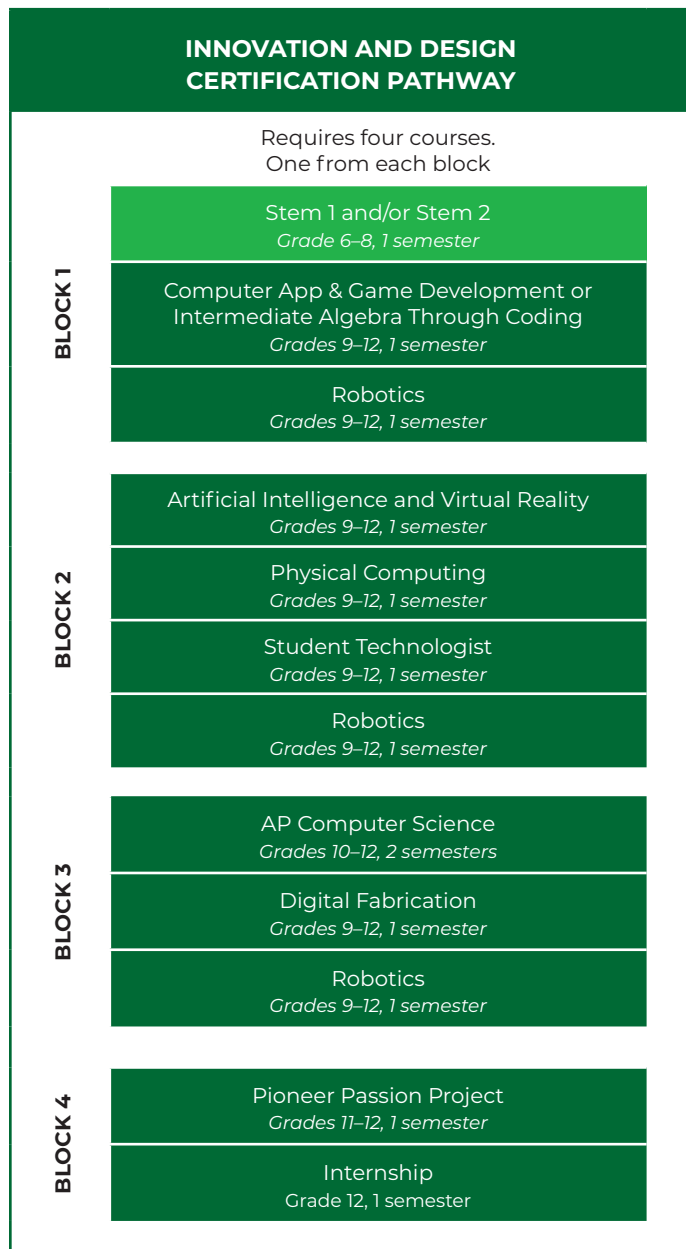 INNOVATION AND DESIGN
CERTIFICATION PATHWAY
Requires four courses.
One from each block
BLOCK 1
Stem 1 and/or Stem 2
Grade 6–8, 1 semester
Computer App & Game Development or
Intermediate Algebra Through Coding
Grades 9–12, 1 semester
Robotics
Grades 9–12, 1 semester
BLOCK 2
Artificial Intelligence and Virtual Reality
Grades 9–12, 1 semester
Physical Computing
Grades 9–12, 1 semester
Student Technologist
Grades 9–12, 1 semester
Robotics
Grades 9–12, 1 semester
BLOCK 3
AP Computer Science
Grades 10–12, 2 semesters
Digital Fabrication
Grades 9–12, 1 semester
Robotics
Grades 9–12, 1 semester
BLOCK 4
Pioneer Passion Project
Grades 11–12, 1 semester
Internship
Grade 12, 1 semester